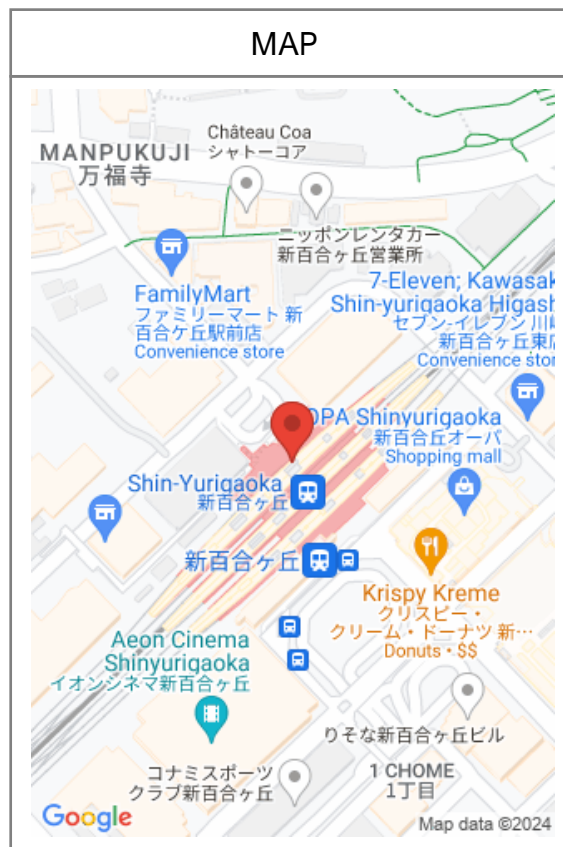 MAP
Château Coa
シャトーコア
MANPUKUJI
万福寺
ニッポンレンタカー
新百合ヶ丘営業所
FamilyMart
ファミリーマート 新
百合ケ丘駅前店
Convenience store
7-Eleven; Kawasak
Shin-yurigaoka Higash
セブン-イレブン 川崎
新百合ヶ丘東店
Convenience stor
OPA Shinyurigaoka
新百合丘オーパ
Shopping mall
Shin-Yurigaoka
新百合ヶ丘
新百合ヶ丘
Krispy Kreme
クリスピー・
クリーム・ドーナツ 新…
Donuts・$$
Aeon Cinema
Shinyurigaoka
イオンシネマ新百合ヶ丘
りそな新百合ヶ丘ビル
コナミスポーツ
クラブ新百合ヶ丘
1 CHOME
1丁目
Google
Map data ©2024